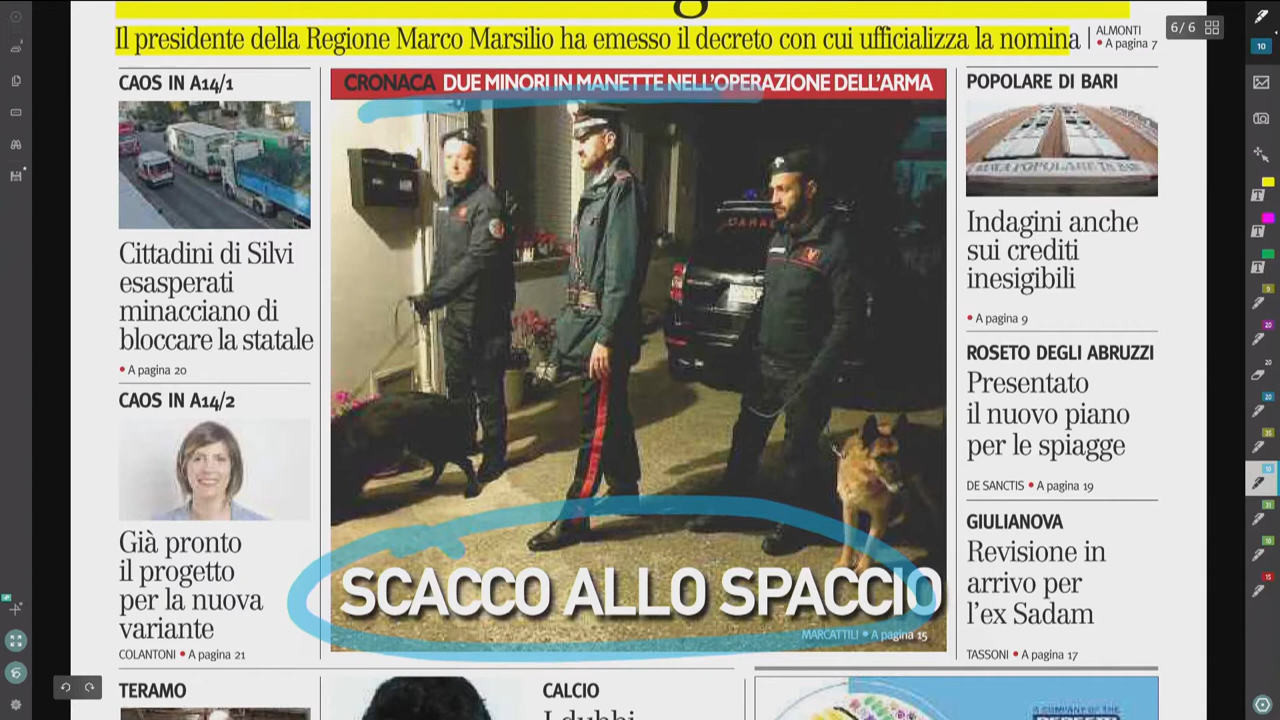 Il presidente della Regione Marco Marsilio ha emesso il decreto con cui ufficializza la nomina
ALMONTI
• A pagina 7
6/6
10
CAOS IN A14/1
Cittadini di Silvi
esasperati
minacciano di
bloccare la statale
• A pagina 20
CAOS IN A14/2
Già pronto
il progetto
per la nuova
variante
COLANTONI • A pagina 21
TERAMO
CRONACA DUE MINORI IN MANETTE NELL'OPERAZIONE DELL'ARMA
SCACCO ALLO SPACCIO
MARCATTILI • A pagina 15
CALCIO
I dubbi
POPOLARE DI BARI
Indagini anche
sui crediti
inesigibili
• A pagina 9
ROSETO DEGLI ABRUZZI
Presentato
il nuovo piano
per le spiagge
DE SANCTIS • A pagina 19
GIULIANOVA
Revisione in
arrivo per
l'ex Sadam
TASSONI • A pagina 17
A COMPANY OF THE